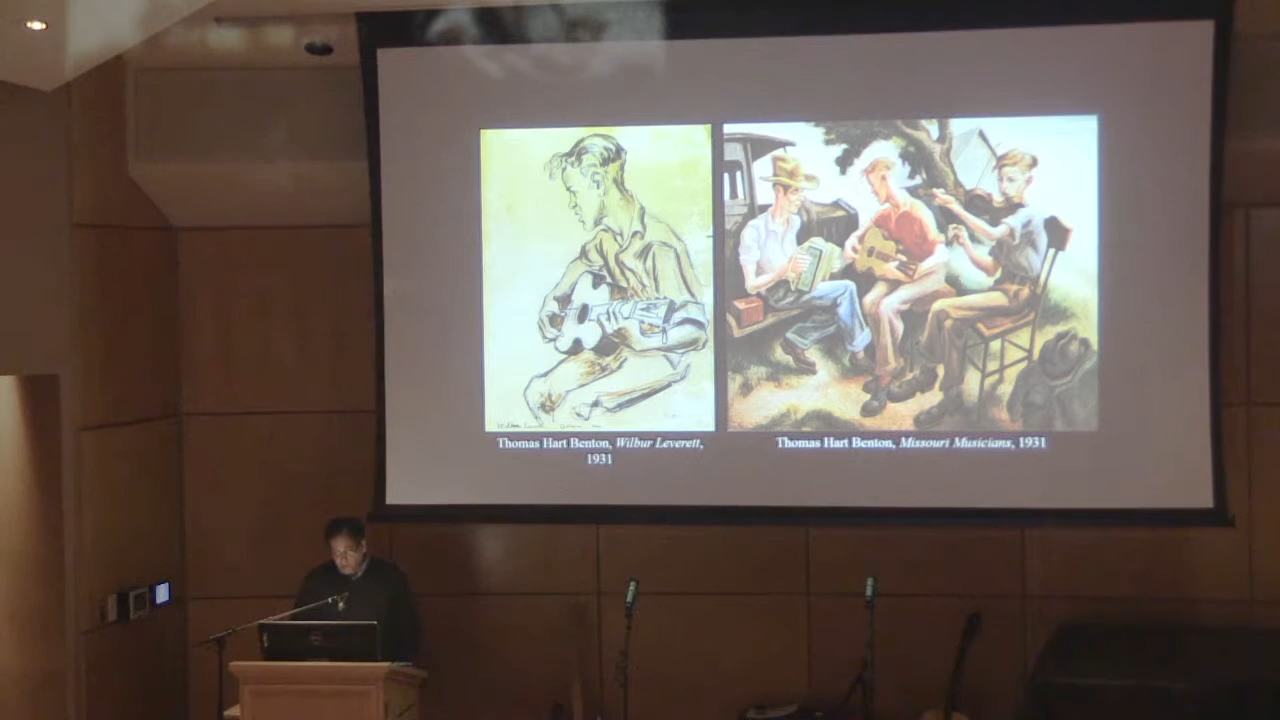 Thomas Hart Benton, Wilbur Leverett,
1931
Thomas Hart Benton, Missouri Musicians, 1931